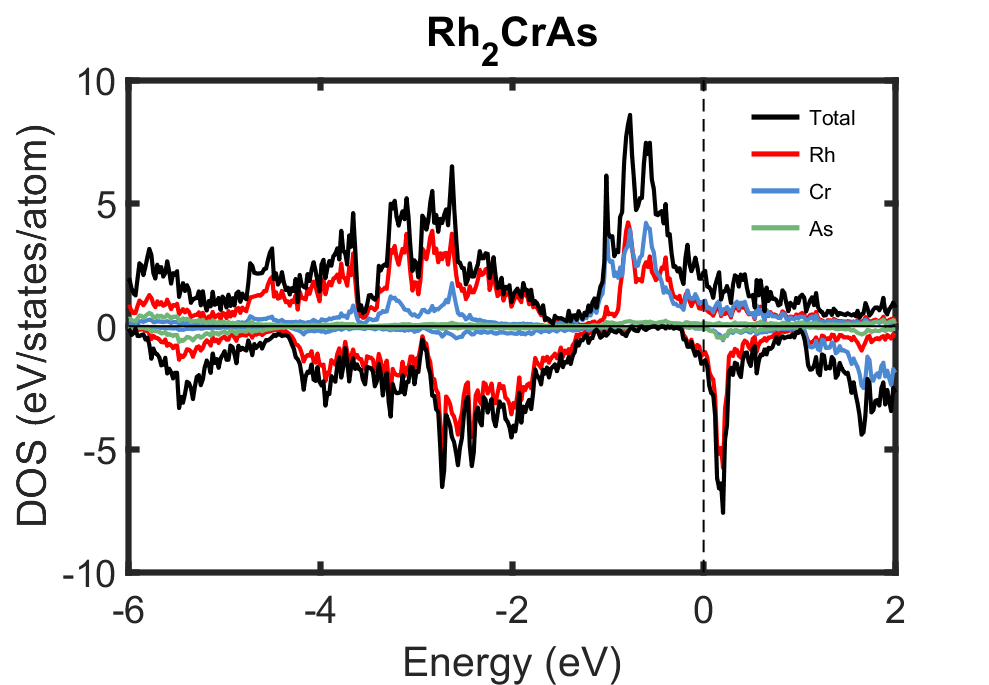 Rh₂CrAs
10
5
0
-5
-10
DOS (eV/states/atom)
Total
Rh
Cr
As
-6
-4
-2
0
2
Energy (eV)